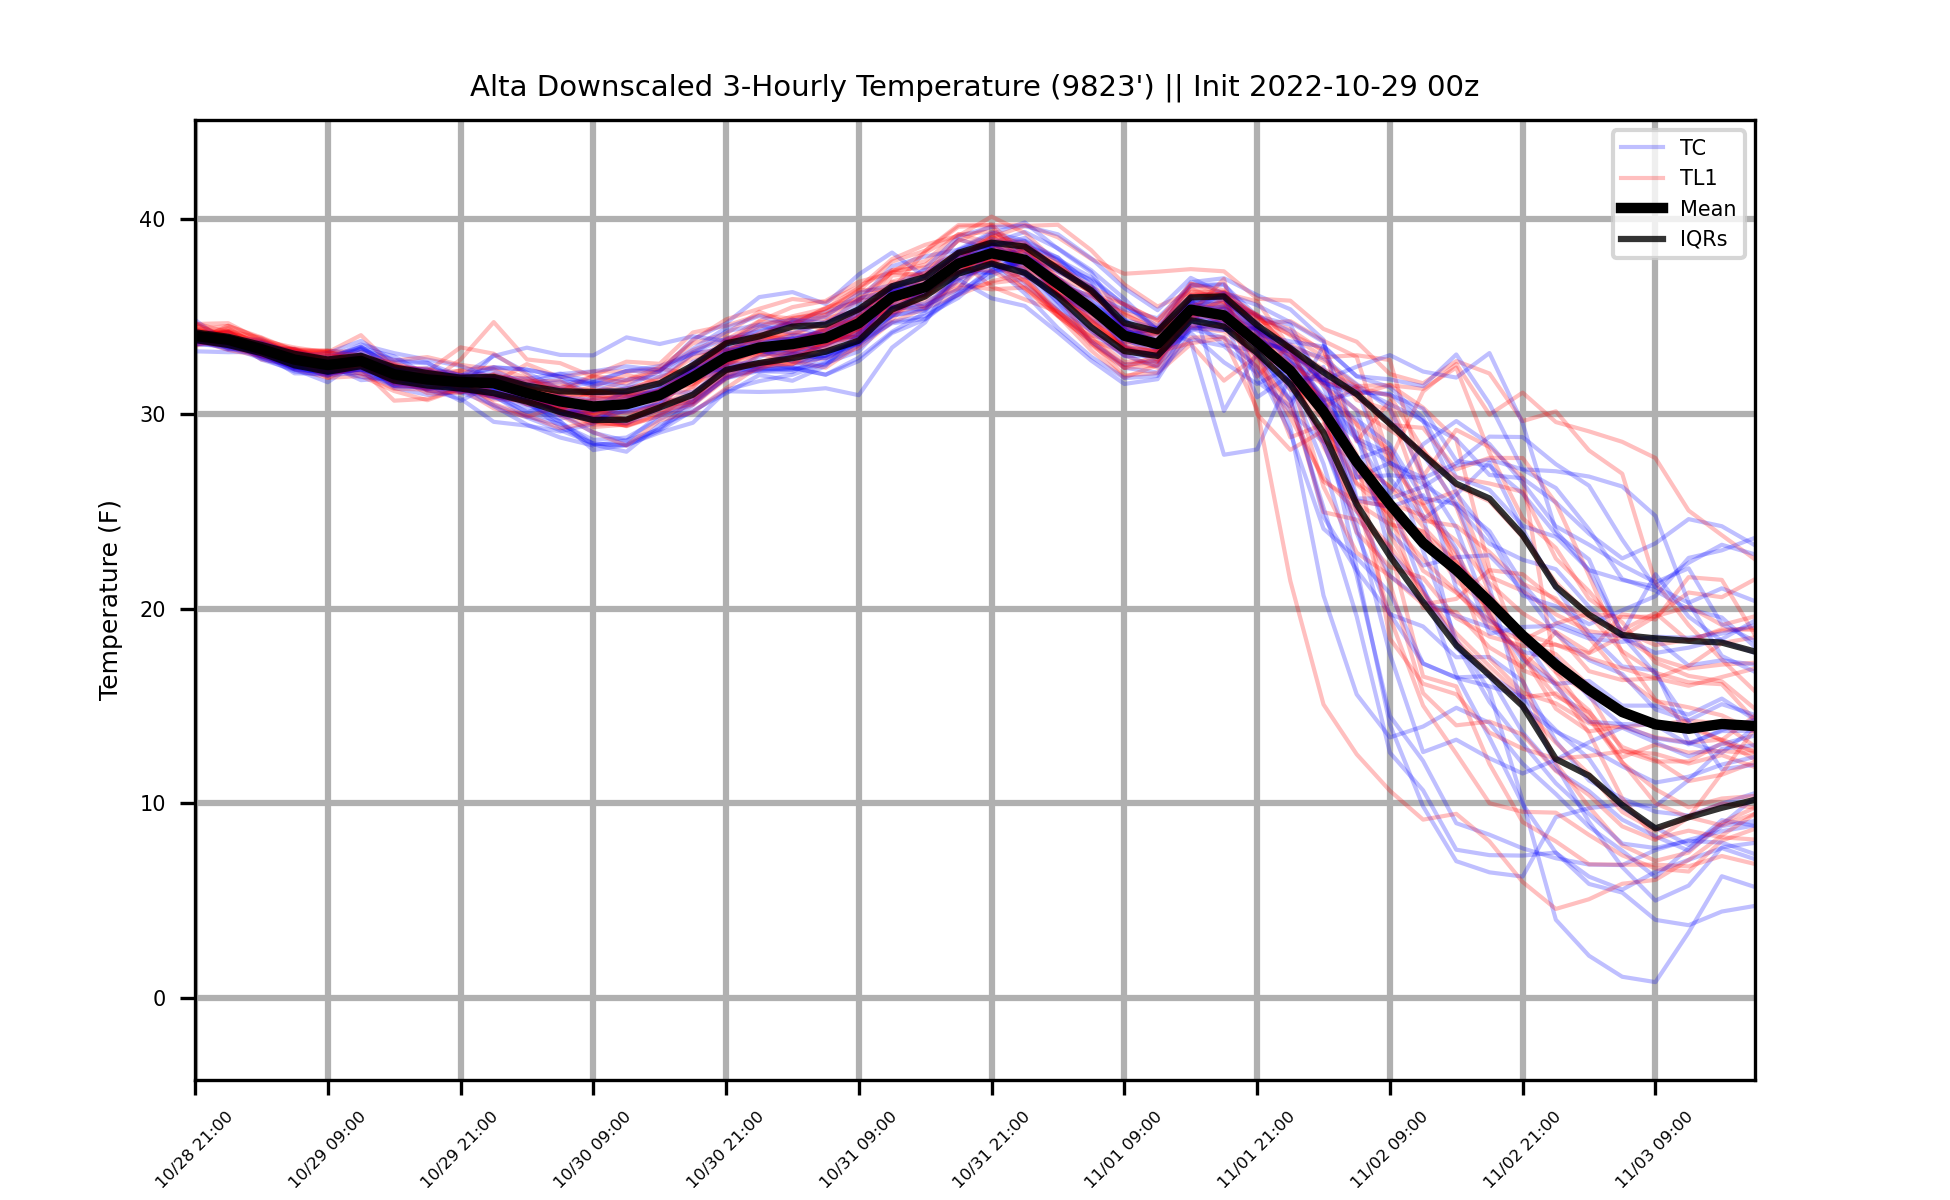 Alta Downscaled 3-Hourly Temperature (9823') || Init 2022-10-29 00z
TC
TL1
Mean
IQRs
Temperature (F)
40
30
20
10
0
10/28 21:00
10/29 09:00
10/29 21:00
10/30 09:00
10/30 21:00
10/31 09:00
10/31 21:00
11/01 09:00
11/01 21:00
11/02 09:00
11/02 21:00
11/03 09:00